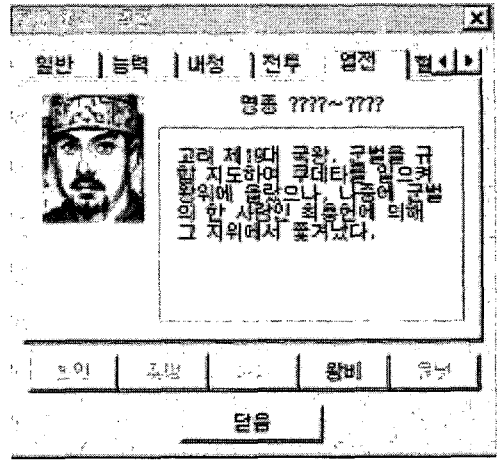 일반 능력 내정 전투 열전
명종 ????~????
고려 제19대 국왕. 군벌을 규
합 지도하여 쿠데타를 일으켜
왕위에 올랐으나, 나중에 군벌
의 한 사람인 최충헌에 의해
그 지위에서 쫓겨났다.
왕비
닫음